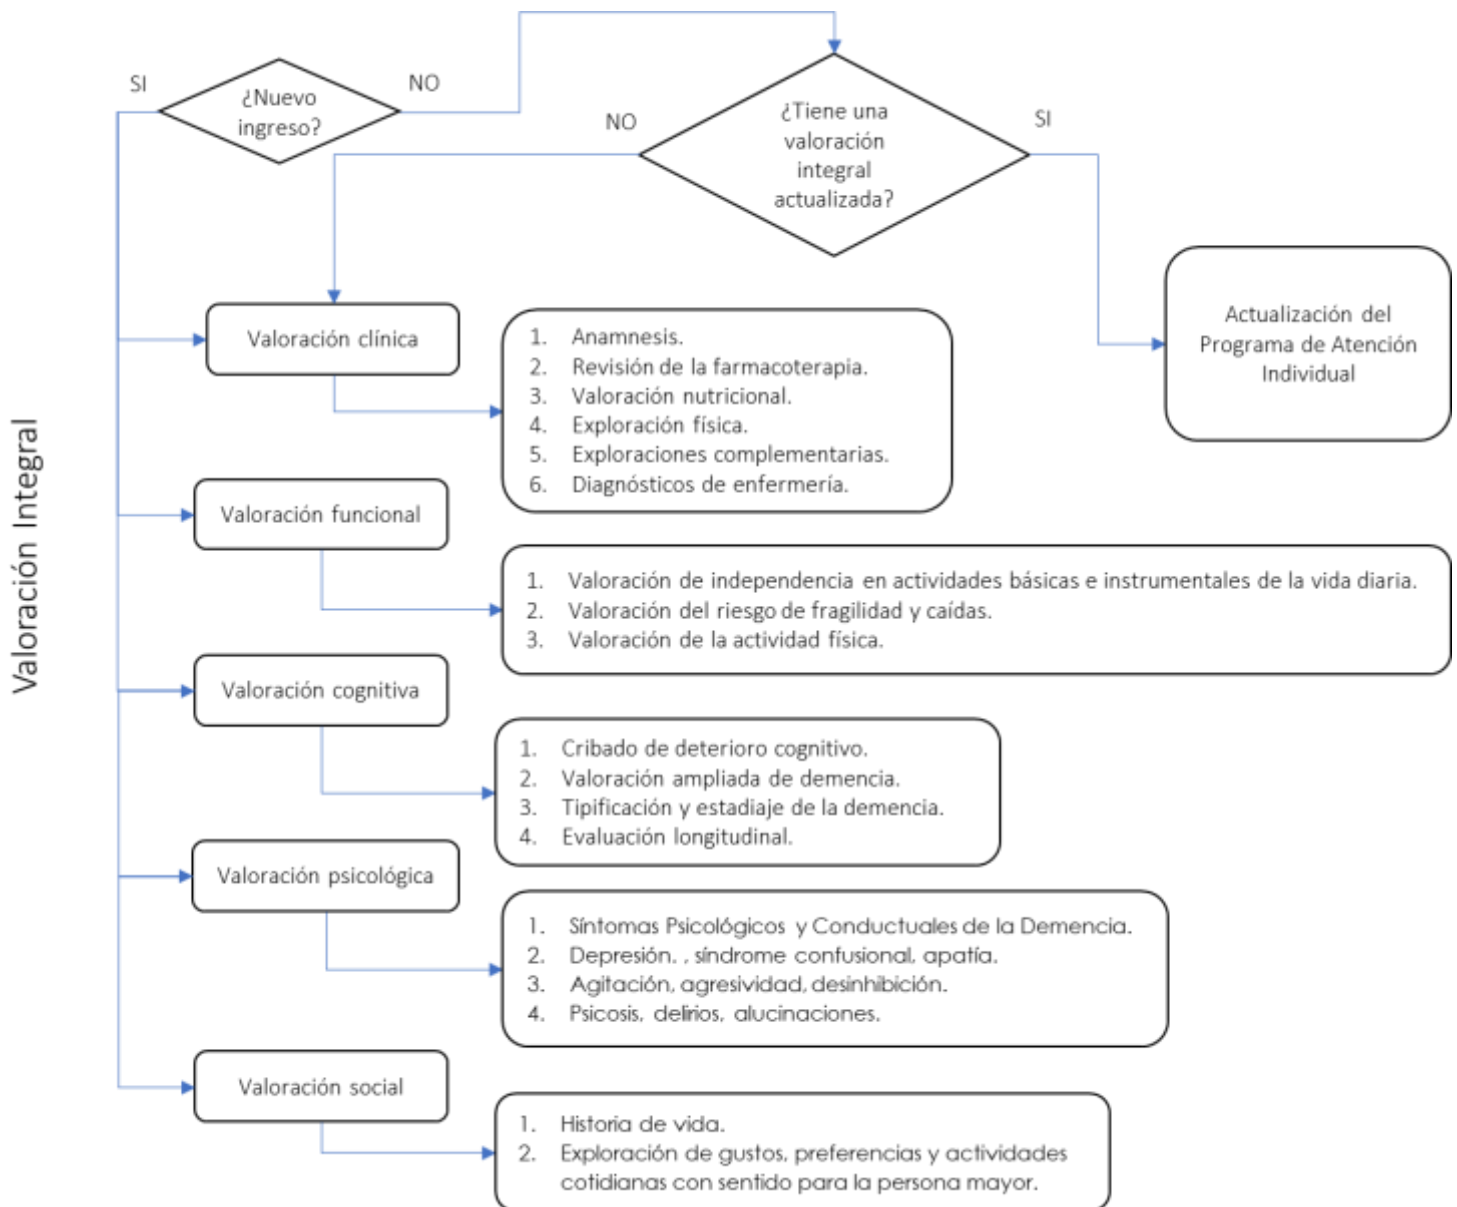 SI
¿Nuevo
ingreso?
NO
NO
¿Tiene una
valoración
integral
actualizada?
SI
Actualización del
Programa de Atención
Individual
Valoración Integral
Valoración clínica
1. Anamnesis.
2. Revisión de la farmacoterapia.
3. Valoración nutricional.
4. Exploración física.
5. Exploraciones complementarias.
6. Diagnósticos de enfermería.
Valoración funcional
1. Valoración de independencia en actividades básicas e instrumentales de la vida diaria.
2. Valoración del riesgo de fragilidad y caídas.
3. Valoración de la actividad física.
Valoración cognitiva
1. Cribado de deterioro cognitivo.
2. Valoración ampliada de demencia.
3. Tipificación y estadiaje de la demencia.
4. Evaluación longitudinal.
Valoración psicológica
1. Síntomas Psicológicos y Conductuales de la Demencia.
2. Depresión. , síndrome confusional, apatía.
3. Agitación, agresividad, desinhibición.
4. Psicosis, delirios, alucinaciones.
Valoración social
1. Historia de vida.
2. Exploración de gustos, preferencias y actividades
cotidianas con sentido para la persona mayor.